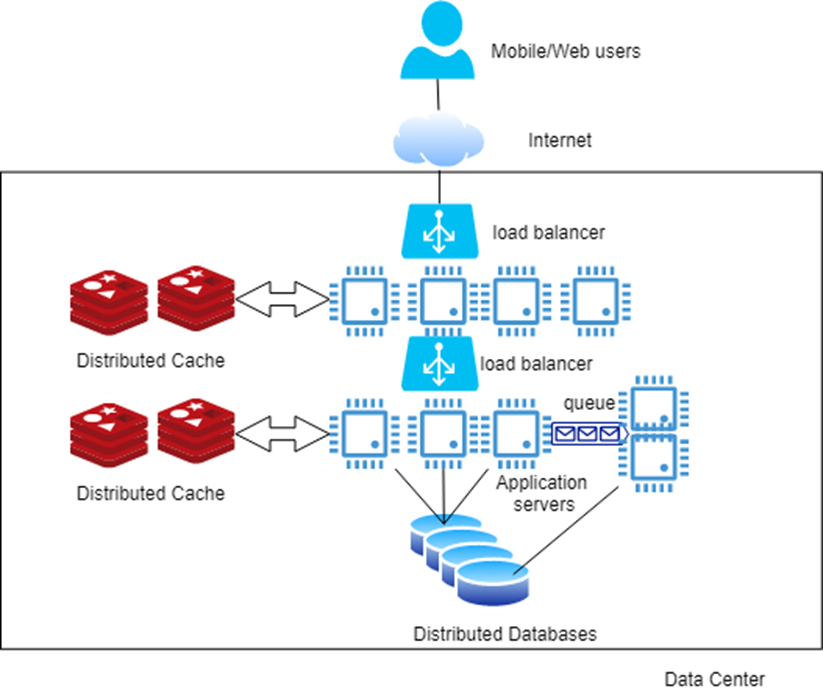 Mobile/Web users
Internet
load balancer
Distributed Cache
load balancer
queue
Distributed Cache
Application
servers
Distributed Databases
Data Center